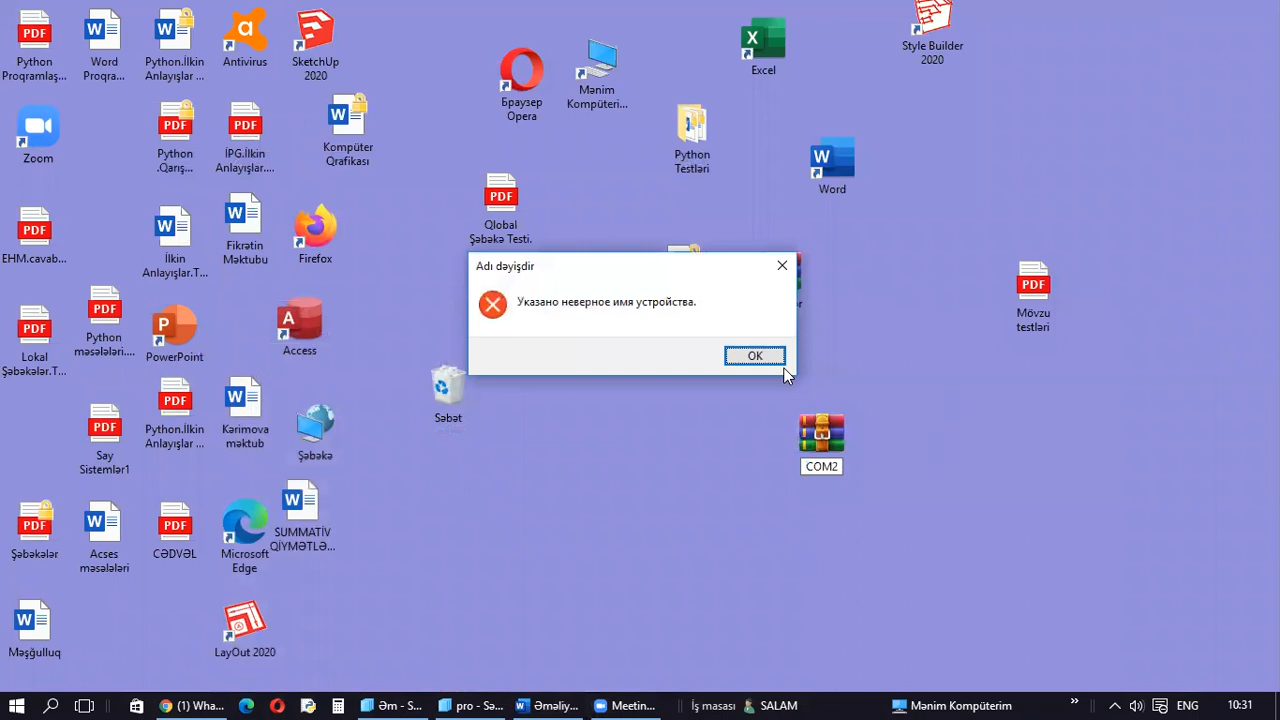 Python
Proqramlaş...
Word
Proqra...
Python.İlkin
Anlayışlar ...
Antivirus
SketchUp
2020
Браузер
Opera
Mənim
Kompüteri...
Excel
Style Builder
2020
Zoom
Python
.Qarış...
İPG.İlkin
Anlayışlar....
Kompüter
Qrafikası
Python
Testləri
Word
EHM.cavab...
İlkin
Anlayışlar.T...
Fikrətin
Məktubu
Firefox
Qlobal
Şəbəkə Testi.
Mövzu
testləri
Adı dəyişdir
Указано неверное имя устройства.
OK
Lokal
Şəbəkələr.T...
Python
məsələləri....
PowerPoint
Access
Səbət
Say
Sistemlər1
Python.İlkin
Anlayışlar ...
Kərimova
məktub
Şəbəkə
COM2
Şəbəkələr
Acses
məsələləri
CƏDVƏL
Microsoft
Edge
SUMMATİV
QİYMƏTLƏ...
Məşğulluq
LayOut 2020
(1) Wha...
Əm - S...
pro - Sə...
Əməliy...
Meetin...
İş masası
SALAM
Mənim Kompüterim
ENG
10:31